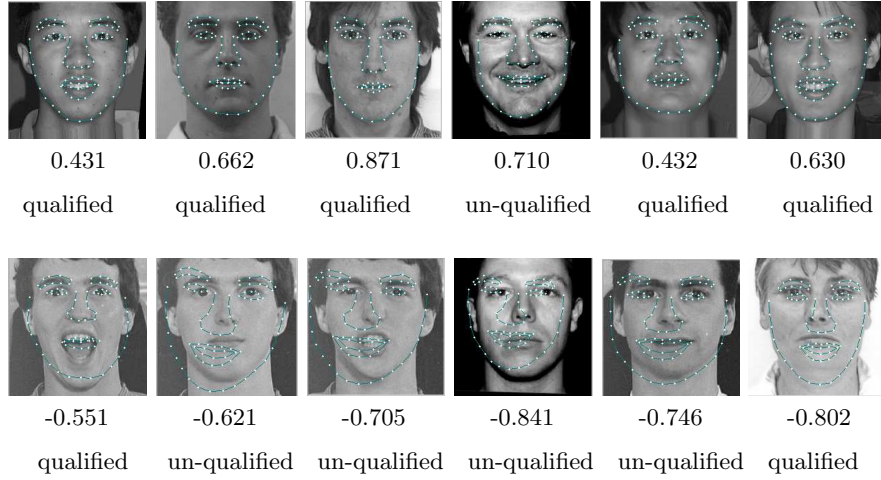 0.431 0.662 0.871 0.710 0.432 0.630
qualified qualified qualified un-qualified qualified qualified
-0.551 -0.621 -0.705 -0.841 -0.746 -0.802
qualified un-qualified un-qualified un-qualified un-qualified qualified